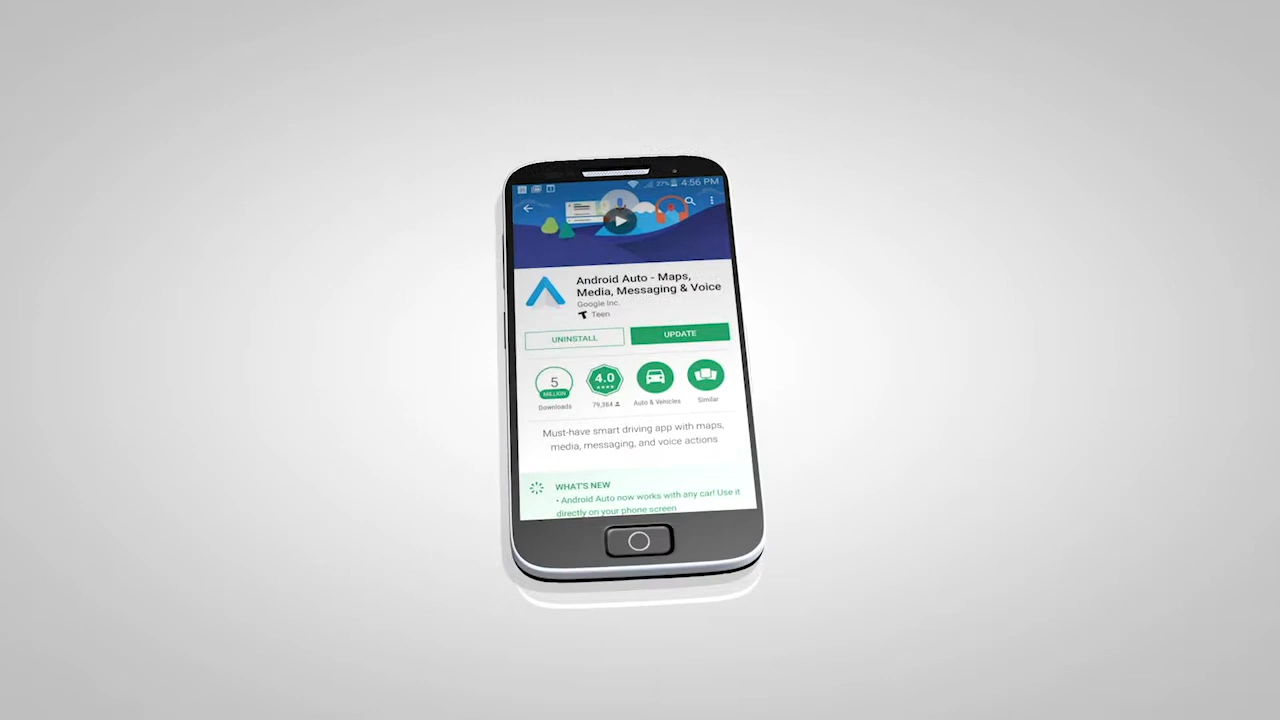 27% 4:56 PM
Android Auto - Maps,
Media, Messaging & Voice
Google Inc.
Teen
UNINSTALL
UPDATE
5
MILLION
Downloads
4.0
79,384
Auto & Vehicles
Similar
Must-have smart driving app with maps,
media, messaging, and voice actions
WHAT'S NEW
• Android Auto now works with any car! Use it
directly on your phone screen